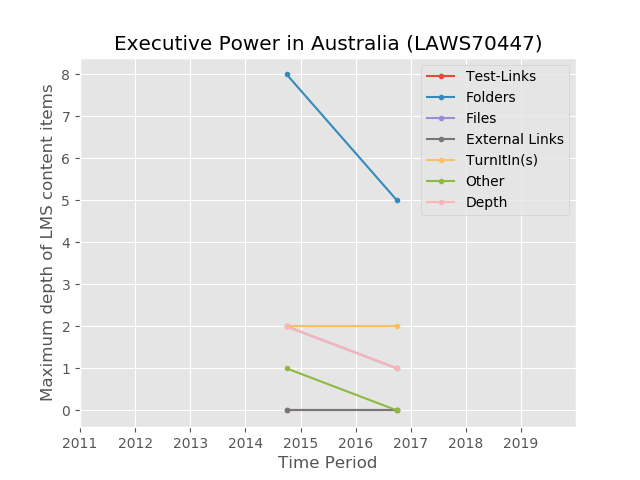 Executive Power in Australia (LAWS70447)
Maximum depth of LMS content items
8
7
6
5
4
3
2
1
0
Test-Links
Folders
Files
External Links
TurnItIn(s)
Other
Depth
2011 2012 2013 2014 2015 2016 2017 2018 2019
Time Period